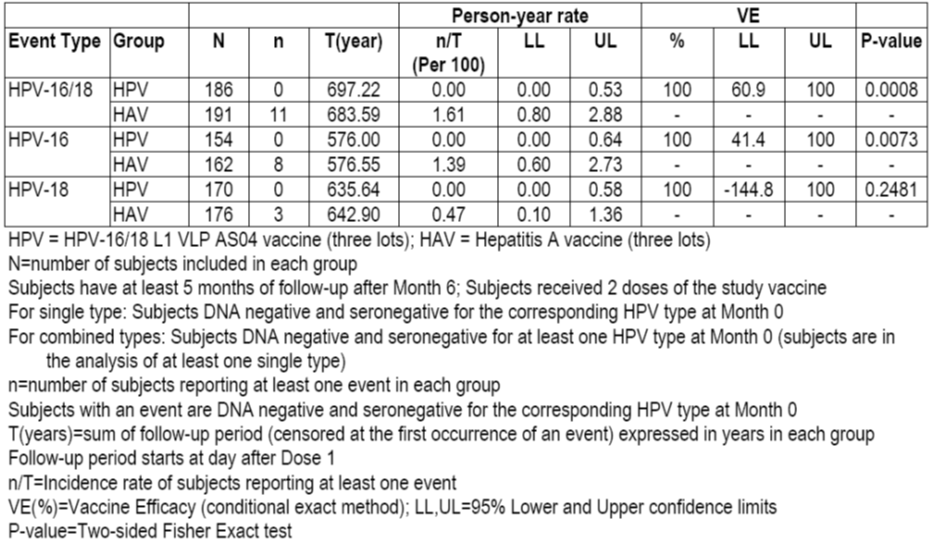 Person-year rate VE
Event Type Group N n T(year) n/T LL UL % LL UL P-value
(Per 100)
HPV-16/18 HPV 186 0 697.22 0.00 0.00 0.53 100 60.9 100 0.0008
HAV 191 11 683.59 1.61 0.80 2.88 - - - -
HPV-16 HPV 154 0 576.00 0.00 0.00 0.64 100 41.4 100 0.0073
HAV 162 8 576.55 1.39 0.60 2.73 - - - -
HPV-18 HPV 170 0 635.64 0.00 0.00 0.58 100 -144.8 100 0.2481
HAV 176 3 642.90 0.47 0.10 1.36 - - - -
HPV = HPV-16/18 L1 VLP AS04 vaccine (three lots); HAV = Hepatitis A vaccine (three lots)
N=number of subjects included in each group
Subjects have at least 5 months of follow-up after Month 6; Subjects received 2 doses of the study vaccine
For single type: Subjects DNA negative and seronegative for the corresponding HPV type at Month 0
For combined types: Subjects DNA negative and seronegative for at least one HPV type at Month 0 (subjects are in
the analysis of at least one single type)
n=number of subjects reporting at least one event in each group
Subjects with an event are DNA negative and seronegative for the corresponding HPV type at Month 0
T(years)=sum of follow-up period (censored at the first occurrence of an event) expressed in years in each group
Follow-up period starts at day after Dose 1
n/T=Incidence rate of subjects reporting at least one event
VE(%)=Vaccine Efficacy (conditional exact method); LL,UL=95% Lower and Upper confidence limits
P-value=Two-sided Fisher Exact test